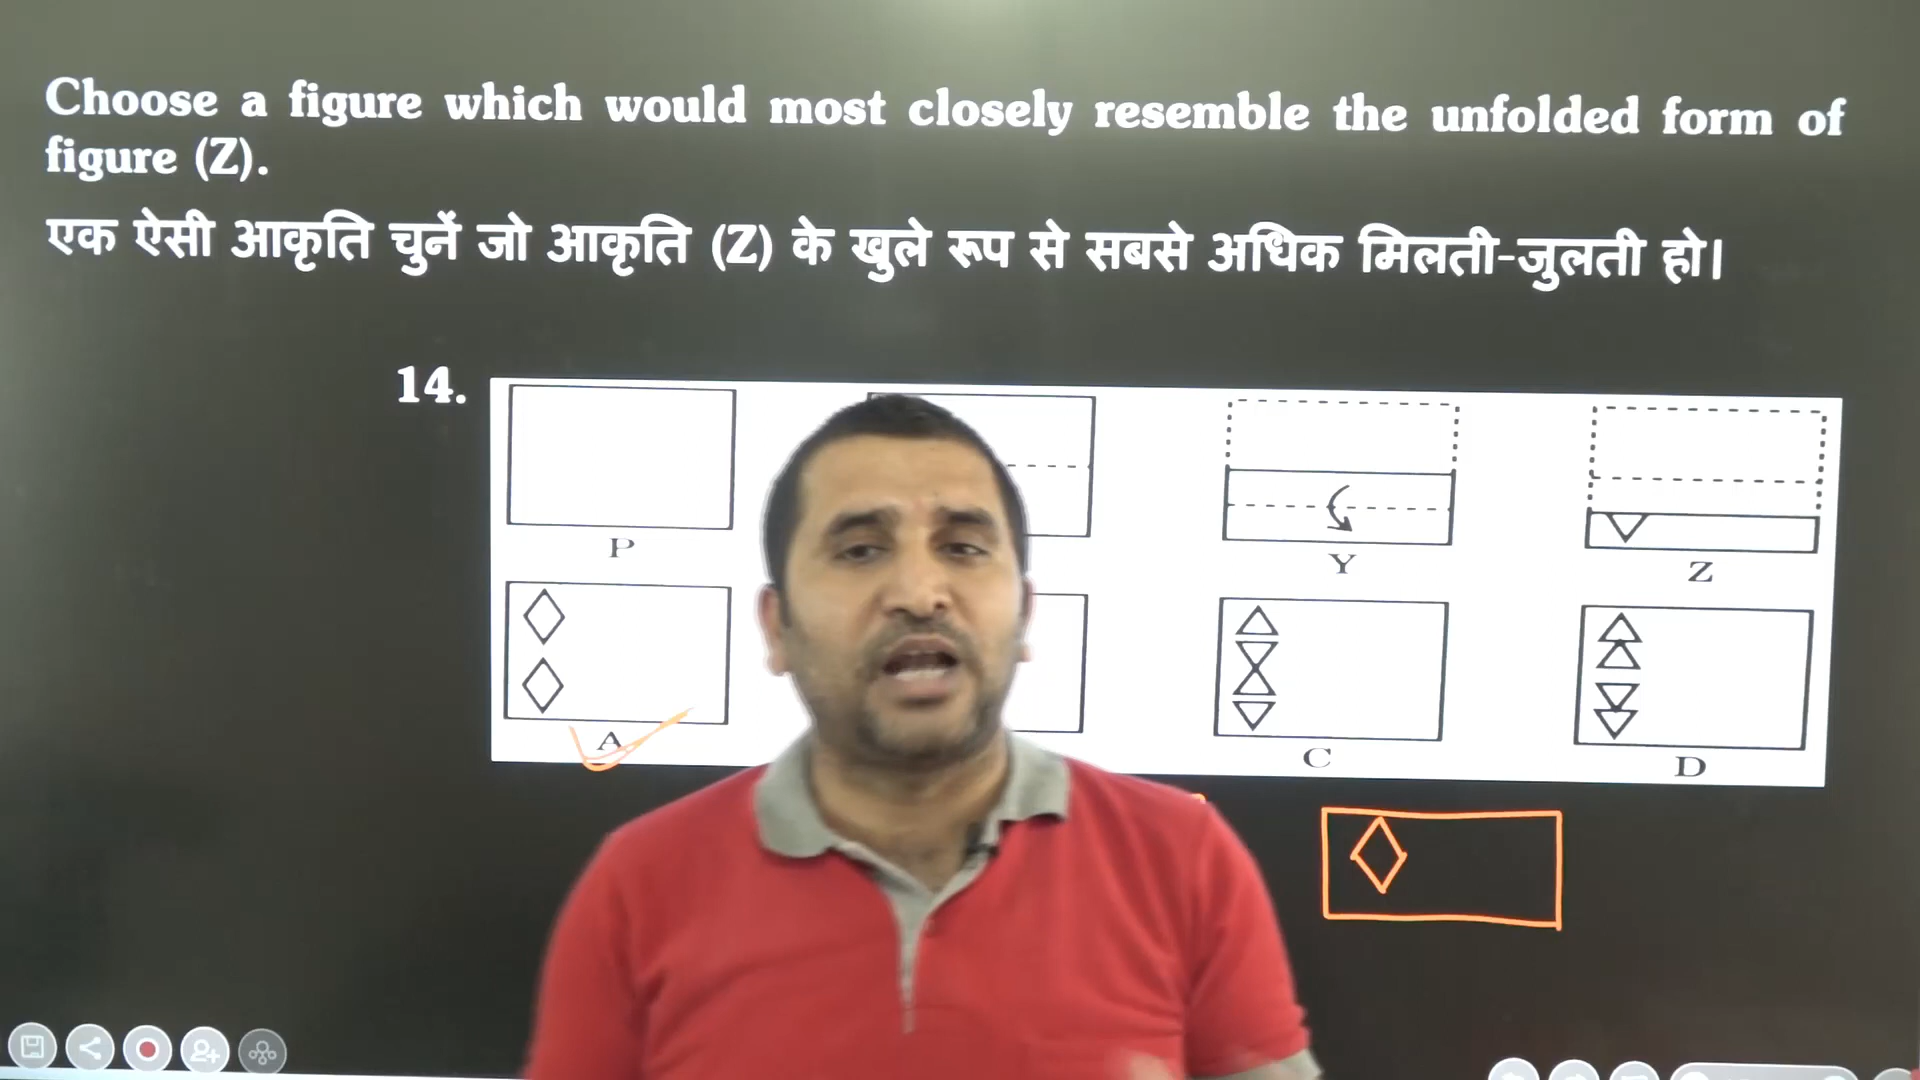 Choose a figure which would most closely resemble the unfolded form of
figure (Z).
एक ऐसी आकृति चुनें जो आकृति (Z) के खुले रूप से सबसे अधिक मिलती-जुलती हो।
14.
P
Y
Z
A
C
D